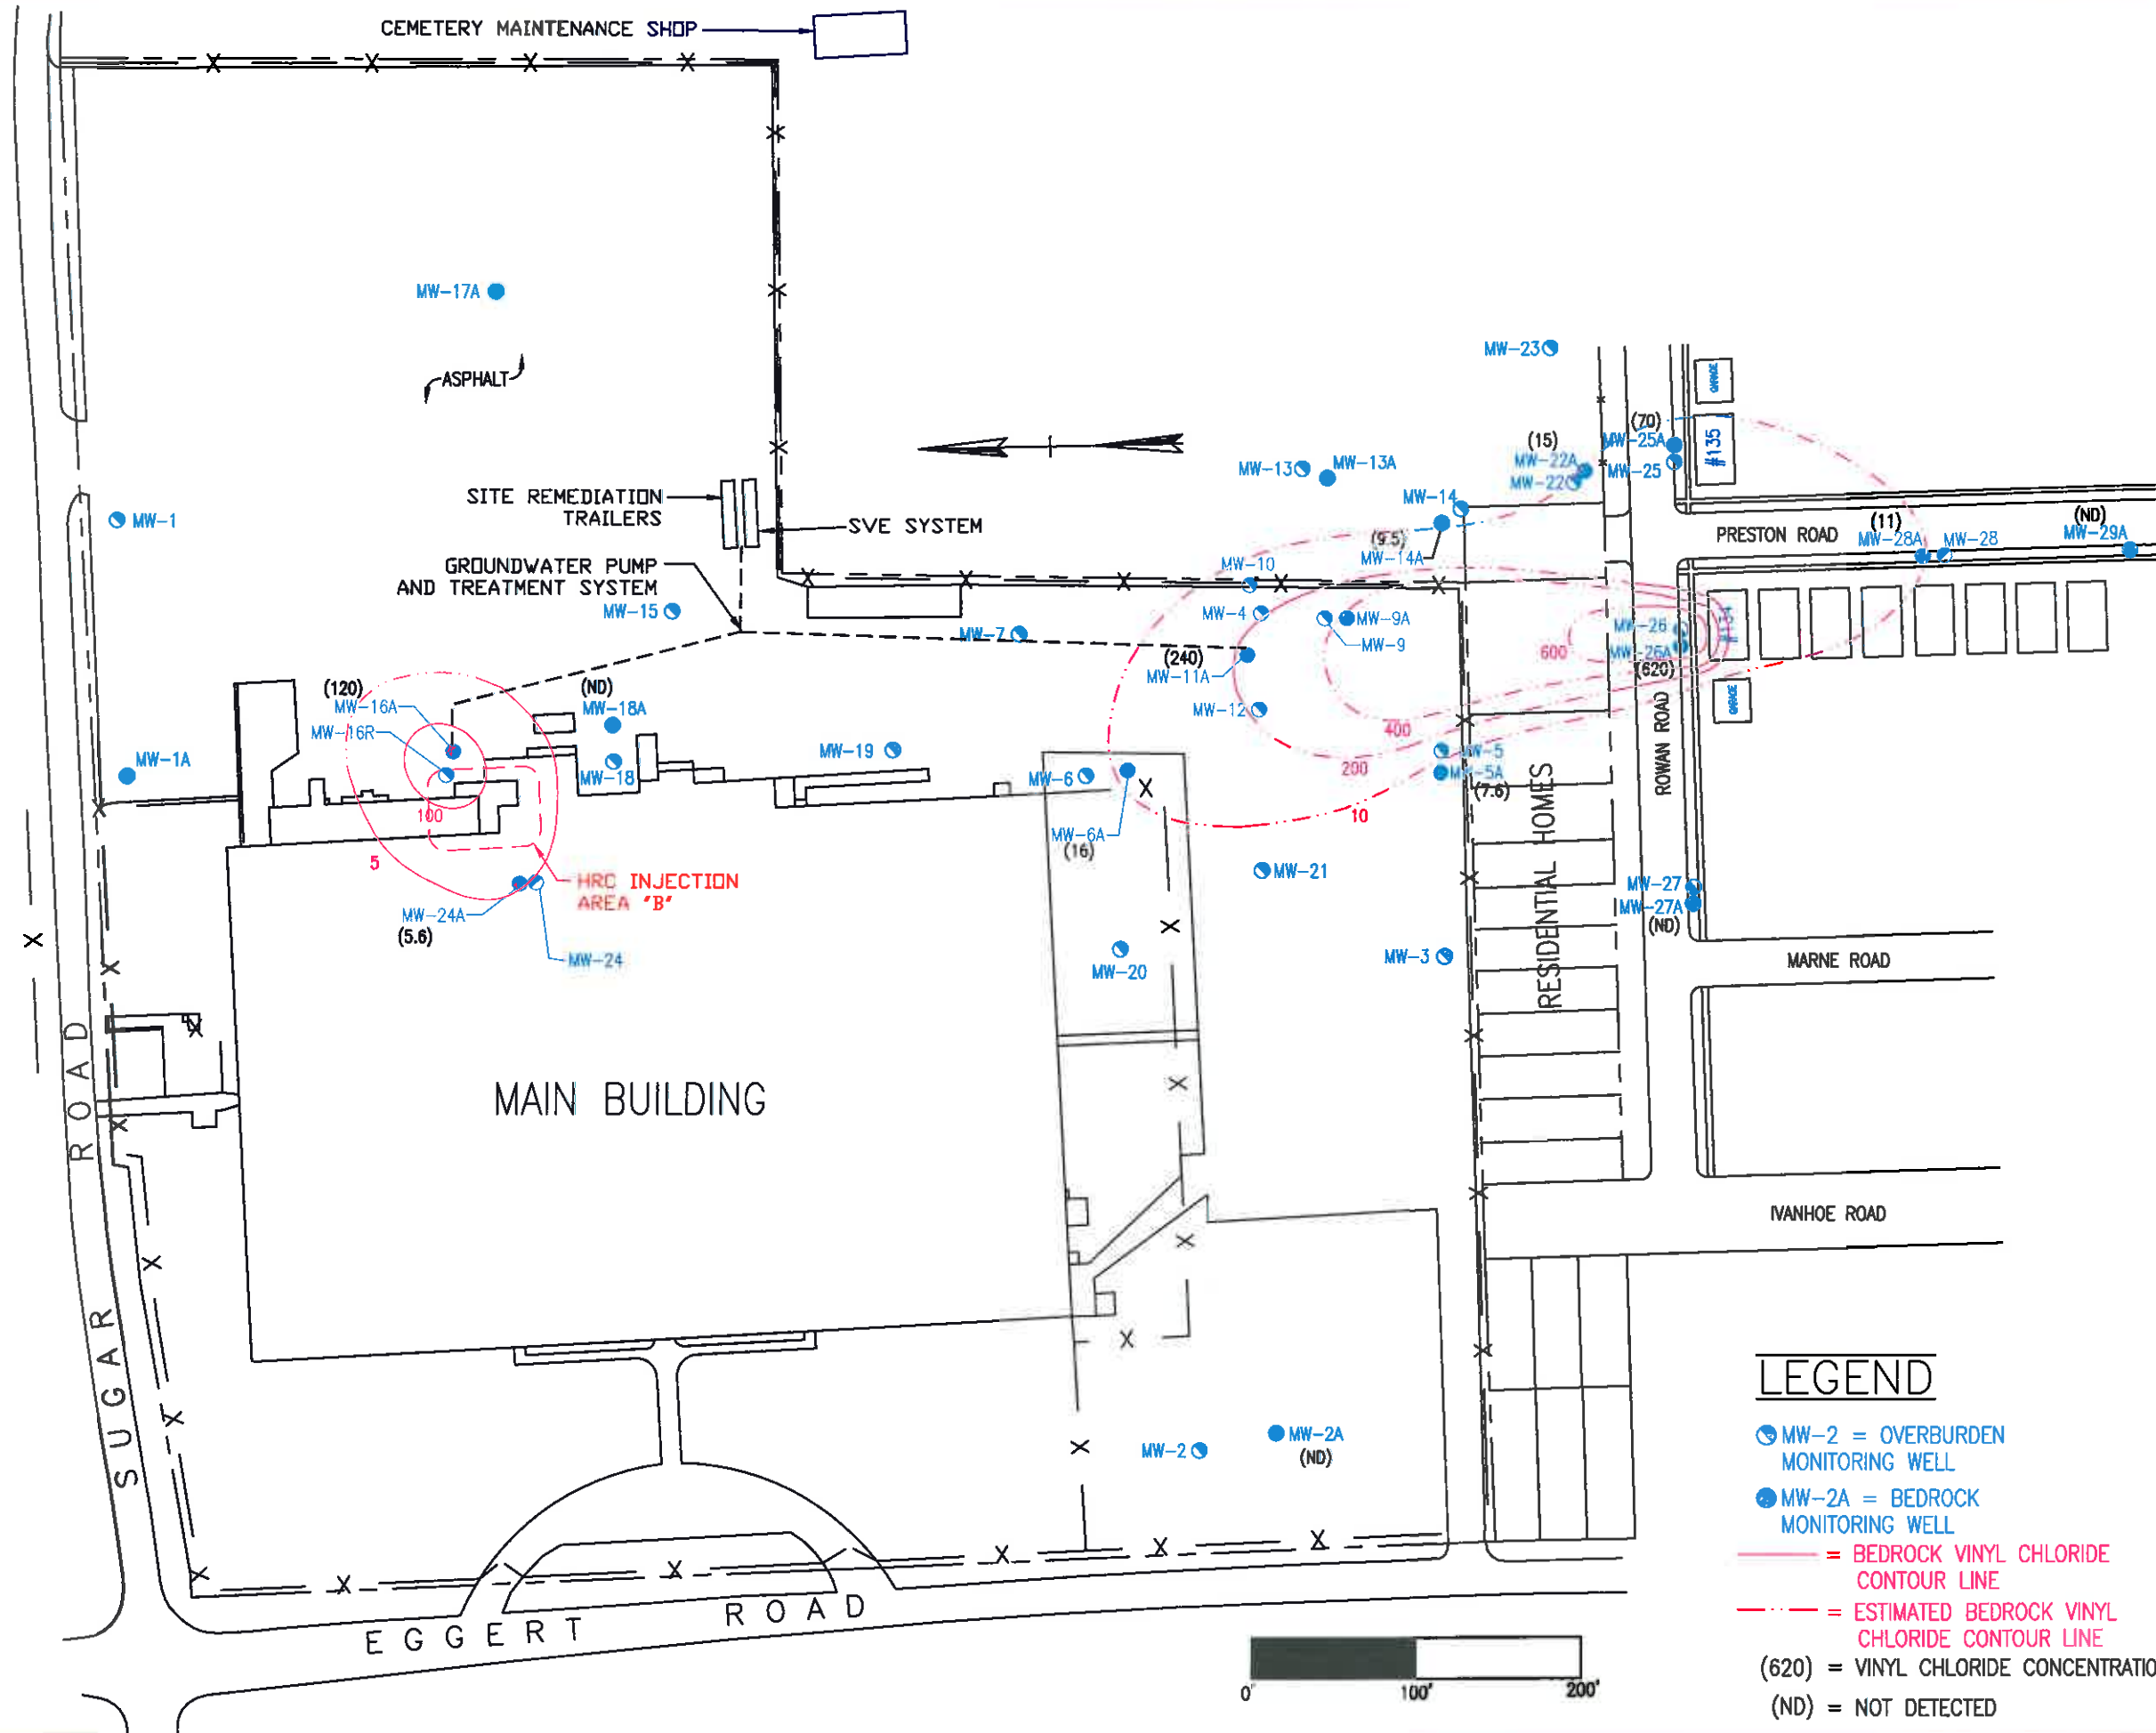 CEMETERY MAINTENANCE SHOP
MW-17A
ASPHALT
MW-23
GARAGE
#135
(70)
MW-25A
MW-25
(15)
MW-22A
MW-22
MW-13
MW-13A
MW-14
(9.5)
MW-14A
SITE REMEDIATION
TRAILERS
SVE SYSTEM
MW-1
PRESTON ROAD
(11)
MW-28A
MW-28
(ND)
MW-29A
GROUNDWATER PUMP
AND TREATMENT SYSTEM
MW-15
MW-10
MW-4
MW-7
MW-9A
MW-9
(240)
MW-11A
MW-12
600
MW-26
MW-26A
(620)
GARAGE
ROWAN ROAD
400
200
10
(120)
MW-16A
MW-16R
(ND)
MW-18A
MW-18
MW-19
MW-1A
MW-6
MW-5
MW-5A
(7.6)
100
5
MW-6A
(16)
HRC INJECTION
AREA "B"
MW-24A
(5.6)
MW-24
MW-21
MW-20
MW-3
RESIDENTIAL HOMES
MW-27
MW-27A
(ND)
MARNE ROAD
MAIN BUILDING
IVANHOE ROAD
SUGAR ROAD
MW-2
MW-2A
(ND)
EGGERT ROAD
0'
100'
200'
LEGEND
MW-2 = OVERBURDEN
MONITORING WELL
MW-2A = BEDROCK
MONITORING WELL
= BEDROCK VINYL CHLORIDE
CONTOUR LINE
= ESTIMATED BEDROCK VINYL
CHLORIDE CONTOUR LINE
(620) = VINYL CHLORIDE CONCENTRATIO
(ND) = NOT DETECTED